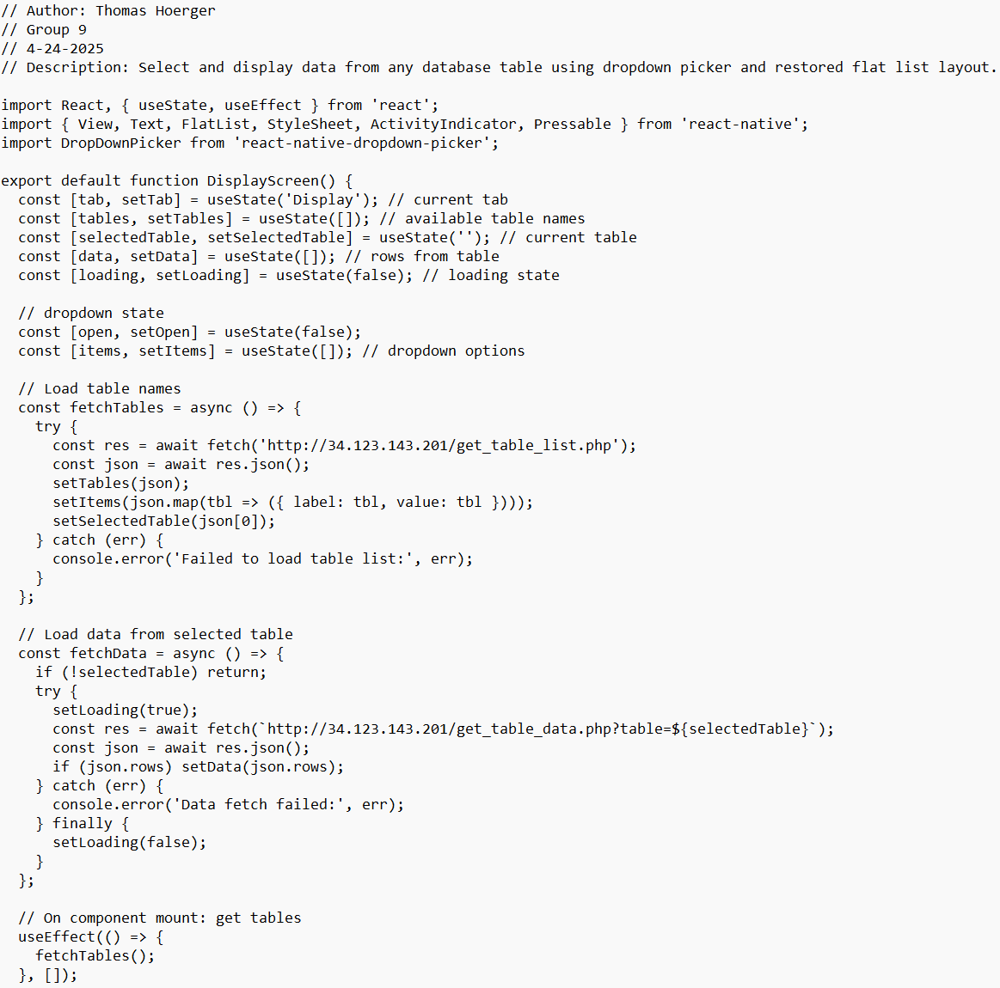 // Author: Thomas Hoerger
// Group 9
// 4-24-2025
// Description: Select and display data from any database table using dropdown picker and restored flat list layout.

import React, { useState, useEffect } from 'react';
import { View, Text, FlatList, StyleSheet, ActivityIndicator, Pressable } from 'react-native';
import DropDownPicker from 'react-native-dropdown-picker';

export default function DisplayScreen() {
  const [tab, setTab] = useState('Display'); // current tab
  const [tables, setTables] = useState([]); // available table names
  const [selectedTable, setSelectedTable] = useState(''); // current table
  const [data, setData] = useState([]); // rows from table
  const [loading, setLoading] = useState(false); // loading state

  // dropdown state
  const [open, setOpen] = useState(false);
  const [items, setItems] = useState([]); // dropdown options

  // Load table names
  const fetchTables = async () => {
    try {
      const res = await fetch('http://34.123.143.201/get_table_list.php');
      const json = await res.json();
      setTables(json);
      setItems(json.map(tbl => ({ label: tbl, value: tbl })));
      setSelectedTable(json[0]);
    } catch (err) {
      console.error('Failed to load table list:', err);
    }
  };

  // Load data from selected table
  const fetchData = async () => {
    if (!selectedTable) return;
    try {
      setLoading(true);
      const res = await fetch(`http://34.123.143.201/get_table_data.php?table=${selectedTable}`);
      const json = await res.json();
      if (json.rows) setData(json.rows);
    } catch (err) {
      console.error('Data fetch failed:', err);
    } finally {
      setLoading(false);
    }
  };

  // On component mount: get tables
  useEffect(() => {
    fetchTables();
  }, []);